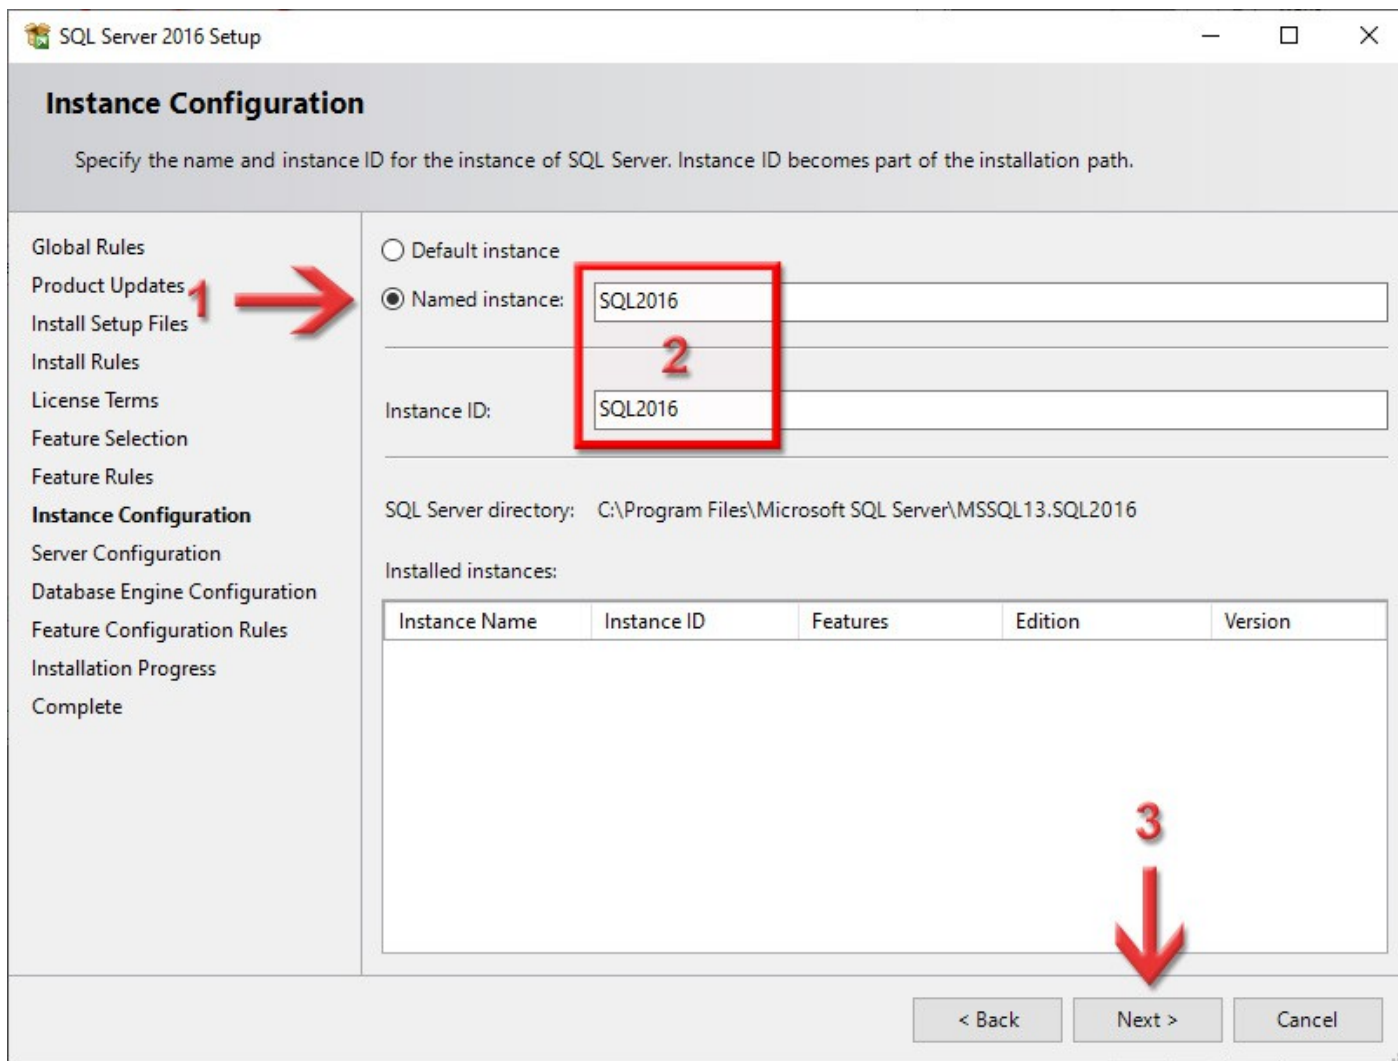 SQL Server 2016 Setup
Instance Configuration
Specify the name and instance ID for the instance of SQL Server. Instance ID becomes part of the installation path.
Global Rules
Product Updates
Install Setup Files
Install Rules
License Terms
Feature Selection
Feature Rules
Instance Configuration
Server Configuration
Database Engine Configuration
Feature Configuration Rules
Installation Progress
Complete
1
Default instance
Named instance: SQL2016
2
Instance ID: SQL2016
SQL Server directory: C:\Program Files\Microsoft SQL Server\MSSQL13.SQL2016
Installed instances:
Instance Name Instance ID Features Edition Version
3
< Back Next > Cancel